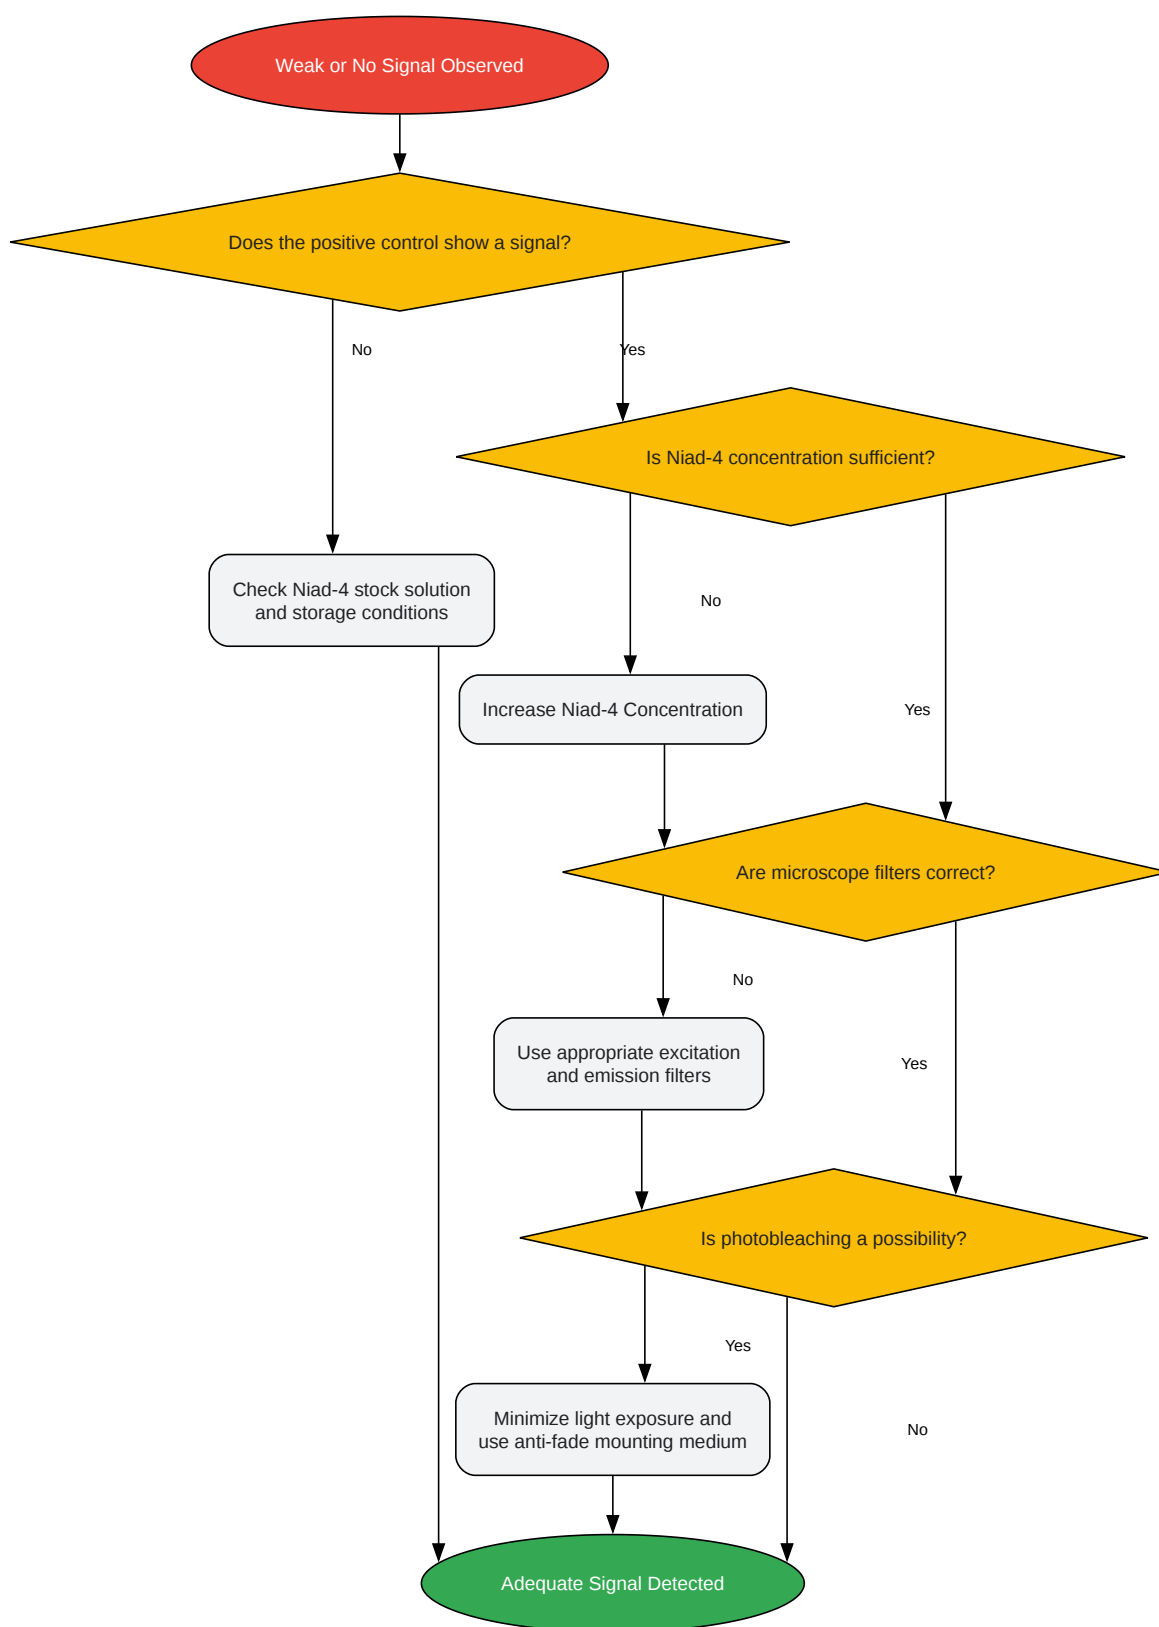 Weak or No Signal Observed
Does the positive control show a signal?
No
Yes
Is Niad-4 concentration sufficient?
Check Niad-4 stock solution
and storage conditions
No
Increase Niad-4 Concentration
Yes
Are microscope filters correct?
No
Use appropriate excitation
and emission filters
Yes
Is photobleaching a possibility?
Yes
Minimize light exposure and
use anti-fade mounting medium
No
Adequate Signal Detected